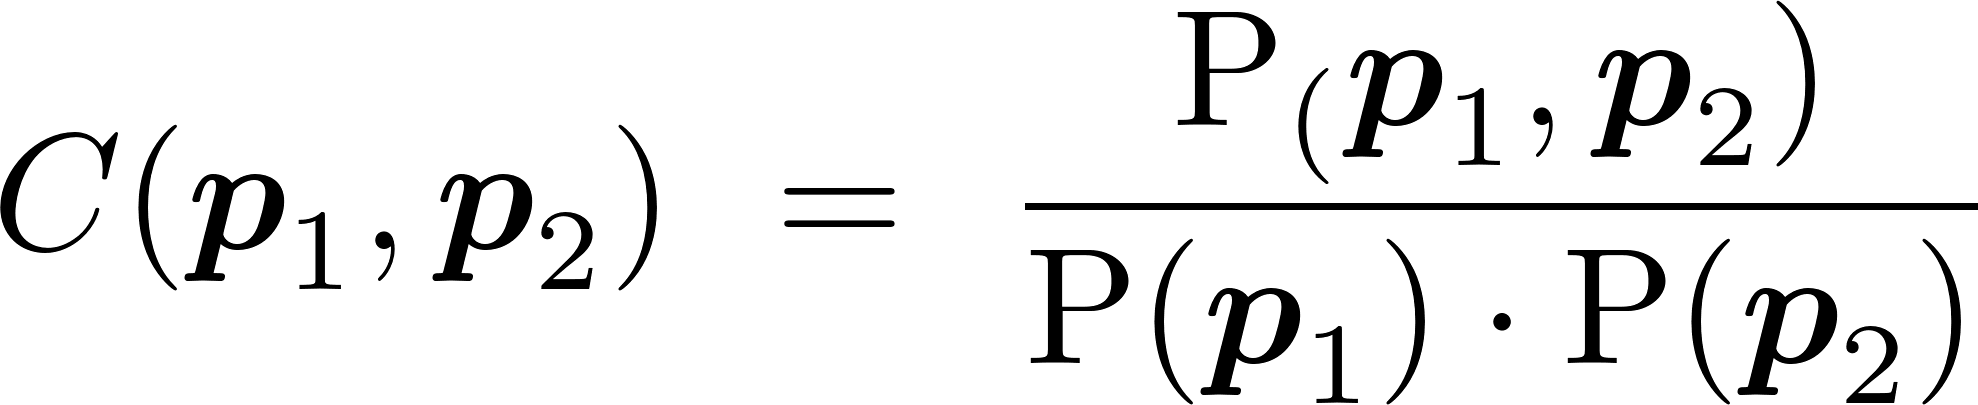 C(𝒑₁, 𝒑₂) = P₍𝒑₁, 𝒑₂) / P(𝒑₁) · P(𝒑₂)